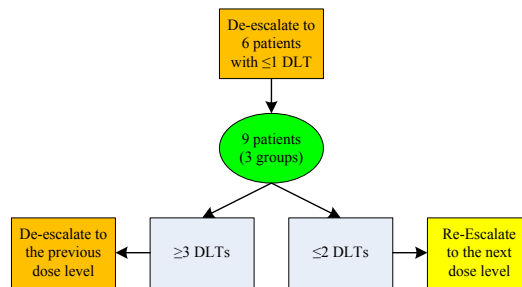 De-escalate to
6 patients
with ≤1 DLT
9 patients
(3 groups)
De-escalate to
the previous
dose level
≥3 DLTs
≤2 DLTs
Re-Escalate
to the next
dose level